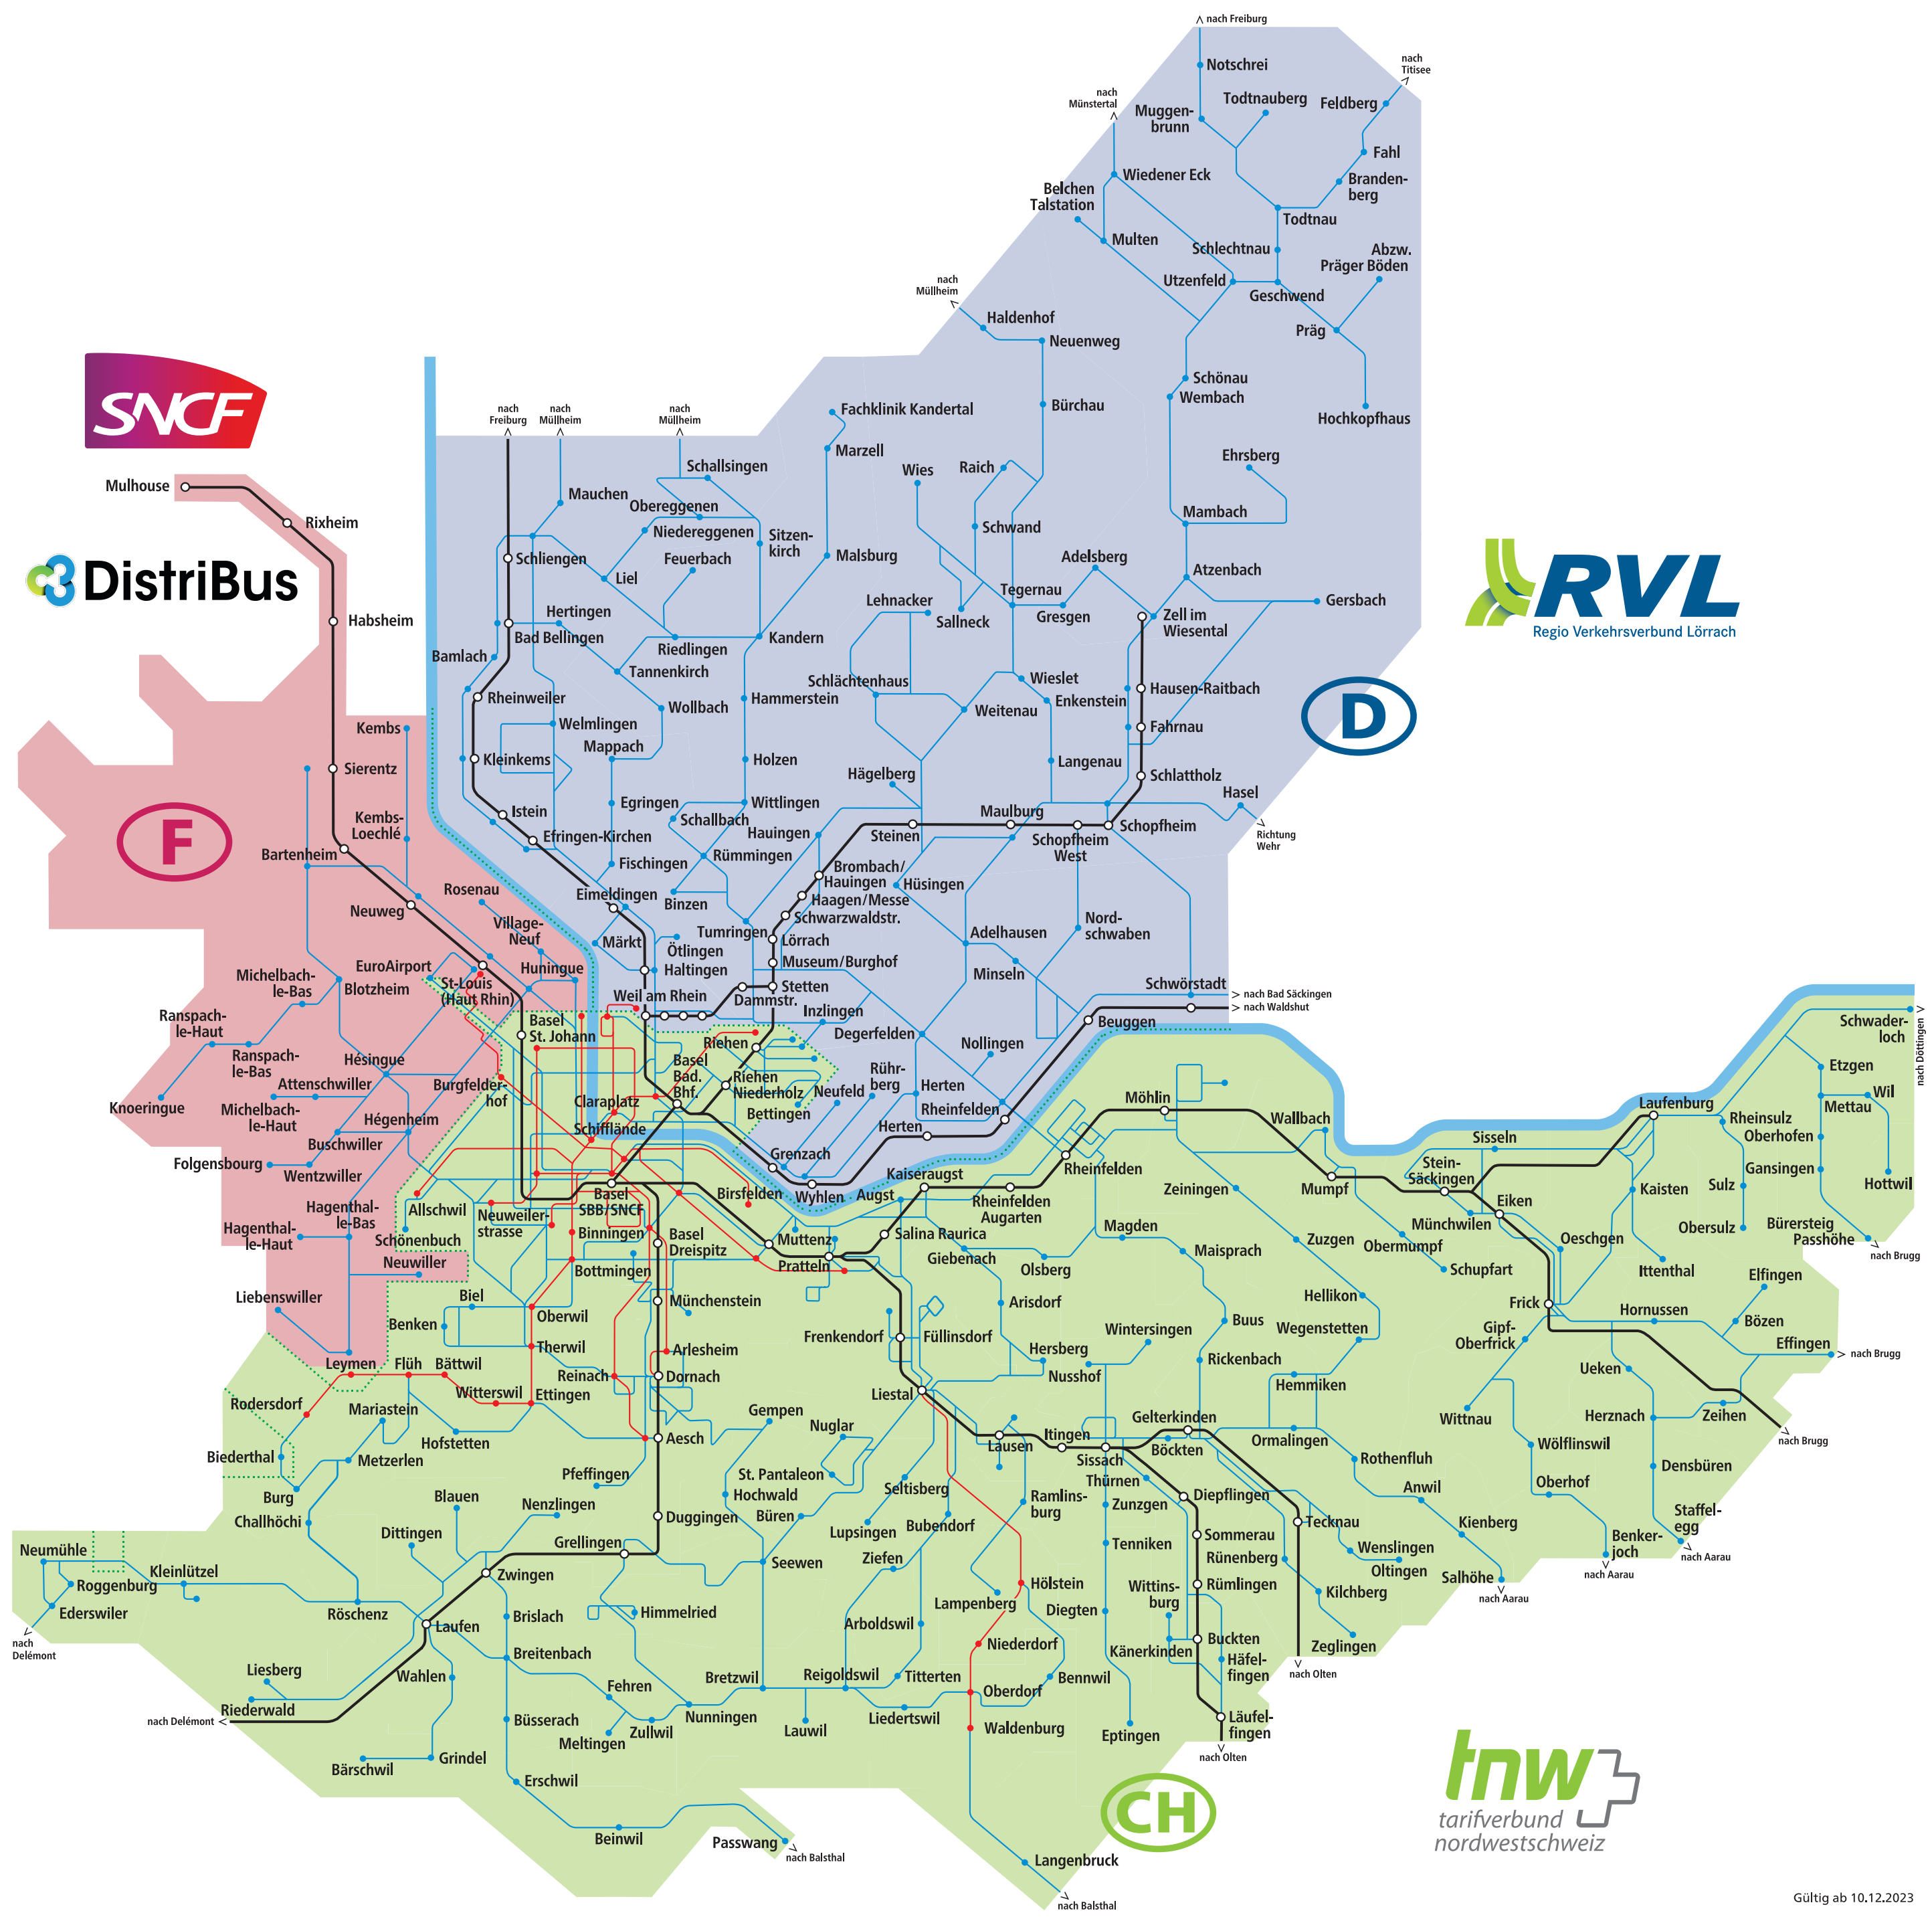 nach Freiburg
Notschrei
nach
Titisee
nach
Münstertal
Muggen-
brunn
Todtnauberg
Feldberg
Fahl
Wiedener Eck
Branden-
berg
Belchen
Talstation
Todtnau
Multen
Schlechtnau
Abzw.
Präger Böden
Utzenfeld
Geschwend
nach
Müllheim
Haldenhof
Neuenweg
Präg
SNCF
Schönau
Wembach
Hochkopfhaus
nach
Freiburg
nach
Müllheim
nach
Müllheim
Fachklinik Kandertal
Bürchau
Marzell
Mulhouse
Rixheim
Schallsingen
Wies
Raich
Ehrsberg
Mauchen
Obereggenen
Niedereggenen
Sitzen-
kirch
Schwand
Mambach
DistriBus
Schliengen
Feuerbach
Liel
Malsburg
Adelsberg
Atzenbach
RVL
Regio Verkehrsverbund Lörrach
Habsheim
Hertingen
Bad Bellingen
Lehnacker
Sallneck
Tegernau
Gresgen
Zell im
Wiesental
Gersbach
Bamlach
Riedlingen
Kandern
Tannenkirch
Rheinweiler
Wollbach
Hammerstein
Schlächtenhaus
Weitenau
Wieslet
Enkenstein
Hausen-Raitbach
D
Kembs
Welmlingen
Mappach
Fahrnau
Sierentz
Kleinkems
Holzen
Hägelberg
Langenau
Schlattholz
F
Kembs-
Loechlé
Istein
Egringen
Schallbach
Wittlingen
Hauingen
Maulburg
Hasel
Bartenheim
Efringen-Kirchen
Steinen
Schopfheim
West
Schopfheim
Richtung
Wehr
Fischingen
Rümmingen
Brombach/
Hauingen
Hüsingen
Rosenau
Eimeldingen
Binzen
Haagen/Messe
Schwarzwaldstr.
Neuweg
Village-
Neuf
Märkt
Ötlingen
Tumringen
Lörrach
Adelhausen
Nord-
schwaben
EuroAirport
St-Louis
(Haut Rhin)
Huningue
Haltingen
Museum/Burghof
Minseln
Michelbach-
le-Bas
Blotzheim
Weil am Rhein
Stetten
Dammstr.
Schwörstadt
nach Bad Säckingen
nach Waldshut
Ranspach-
le-Haut
Ranspach-
le-Bas
Basel
St. Johann
Inzlingen
Degerfelden
Beuggen
Schwader-
loch
nach Döttingen
Hésingue
Riehen
Nollingen
Attenschwiller
Burgfelder-
hof
Basel
Bad.
Bhf.
Riehen
Niederholz
Rühr-
berg
Etzgen
Knoeringue
Michelbach-
le-Haut
Hégenheim
Claraplatz
Bettingen
Neufeld
Herten
Rheinfelden
Möhlin
Laufenburg
Wil
Mettau
Buschwiller
Schifflände
Herten
Wallbach
Rheinsulz
Oberhofen
Folgensbourg
Wentzwiller
Grenzach
Sisseln
Kaiseraugst
Rheinfelden
Stein-
Säckingen
Gansingen
Wyhlen
Augst
Rheinfelden
Augarten
Zeiningen
Mumpf
Eiken
Kaisten
Sulz
Hottwil
Hagenthal-
le-Bas
Allschwil
Neuweiler-
strasse
Basel
SBB/SNCF
Birsfelden
Hagenthal-
le-Haut
Schönenbuch
Binningen
Basel
Dreispitz
Muttenz
Salina Raurica
Magden
Münchwilen
Obersulz
Bürersteig
Passhöhe
nach Brugg
Neuwiller
Bottmingen
Pratteln
Giebenach
Olsberg
Maisprach
Zuzgen
Obermumpf
Schupfart
Oeschgen
Ittenthal
Elfingen
Liebenswiller
Biel
Oberwil
Münchenstein
Arisdorf
Hellikon
Frick
Hornussen
Bözen
Benken
Frenkendorf
Füllinsdorf
Buus
Wegenstetten
Gipf-
Oberfrick
Effingen
nach Brugg
Therwil
Arlesheim
Hersberg
Wintersingen
Leymen
Flüh
Bättwil
Reinach
Dornach
Nusshof
Rickenbach
Ueken
Witterswil
Ettingen
Liestal
Hemmiken
Rodersdorf
Mariastein
Gempen
Nuglar
Gelterkinden
Wittnau
Herznach
Zeihen
Hofstetten
Aesch
Lausen
Itingen
Sissach
Böckten
Ormalingen
nach Brugg
Biederthal
Metzerlen
Pfeffingen
St. Pantaleon
Rothenfluh
Wölflinswil
Burg
Hochwald
Seltisberg
Thürnen
Densbüren
Blauen
Nenzlingen
Ramlins-
burg
Zunzgen
Diepflingen
Anwil
Oberhof
Challhöchi
Duggingen
Büren
Lupsingen
Bubendorf
Tecknau
Kienberg
Staffel-
egg
nach Aarau
Dittingen
Sommerau
Neumühle
Grellingen
Seewen
Ziefen
Tenniken
Rünenberg
Wenslingen
Oltingen
Benker-
joch
nach Aarau
Kleinlützel
Zwingen
Roggenburg
Hölstein
Wittins-
burg
Rümlingen
Kilchberg
Salhöhe
nach Aarau
Ederswiler
Röschenz
Brislach
Himmelried
Lampenberg
Diegten
nach
Delémont
Laufen
Arboldswil
Niederdorf
Känerkinden
Buckten
Zeglingen
Breitenbach
Häfel-
fingen
nach Olten
Liesberg
Wahlen
Bretzwil
Reigoldswil
Titterten
Bennwil
Fehren
Oberdorf
Riederwald
nach Delémont
Büsserach
Zullwil
Nunningen
Lauwil
Liedertswil
Waldenburg
Läufel-
fingen
Meltingen
Eptingen
nach Olten
Bärschwil
Grindel
Erschwil
tnw
tarifverbund
nordwestschweiz
CH
Beinwil
Passwang
nach Balsthal
Langenbruck
nach Balsthal
Gültig ab 10.12.2023